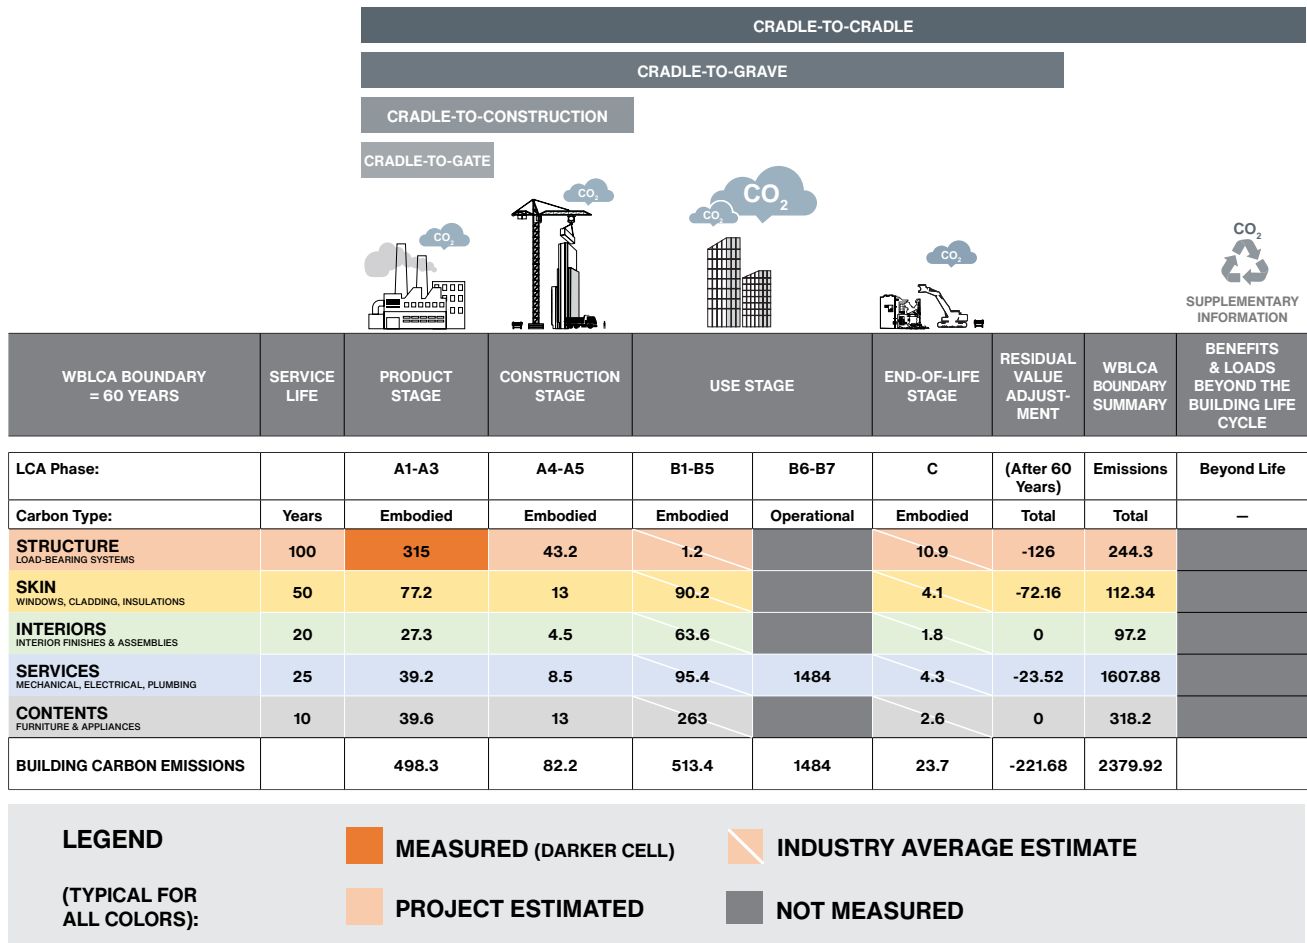 CRADLE-TO-CRADLE
CRADLE-TO-GRAVE
CRADLE-TO-CONSTRUCTION
CRADLE-TO-GATE
CO2
CO2
CO2
CO2
CO2
CO2
SUPPLEMENTARY
INFORMATION
WBLCA BOUNDARY
= 60 YEARS
SERVICE
LIFE
PRODUCT
STAGE
CONSTRUCTION
STAGE
USE STAGE
END-OF-LIFE
STAGE
RESIDUAL
VALUE
ADJUST-
MENT
WBLCA
BOUNDARY
SUMMARY
BENEFITS
& LOADS
BEYOND THE
BUILDING LIFE
CYCLE
LCA Phase: A1-A3 A4-A5 B1-B5 B6-B7 C (After 60 Years) Emissions Beyond Life
Carbon Type: Years Embodied Embodied Embodied Operational Embodied Total Total —
STRUCTURE 100 315 43.2 1.2 10.9 -126 244.3
LOAD-BEARING SYSTEMS
SKIN 50 77.2 13 90.2 4.1 -72.16 112.34
WINDOWS, CLADDING, INSULATIONS
INTERIORS 20 27.3 4.5 63.6 1.8 0 97.2
INTERIOR FINISHES & ASSEMBLIES
SERVICES 25 39.2 8.5 95.4 1484 4.3 -23.52 1607.88
MECHANICAL, ELECTRICAL, PLUMBING
CONTENTS 10 39.6 13 263 2.6 0 318.2
FURNITURE & APPLIANCES
BUILDING CARBON EMISSIONS 498.3 82.2 513.4 1484 23.7 -221.68 2379.92
LEGEND
(TYPICAL FOR
ALL COLORS):
MEASURED (DARKER CELL)
INDUSTRY AVERAGE ESTIMATE
PROJECT ESTIMATED
NOT MEASURED